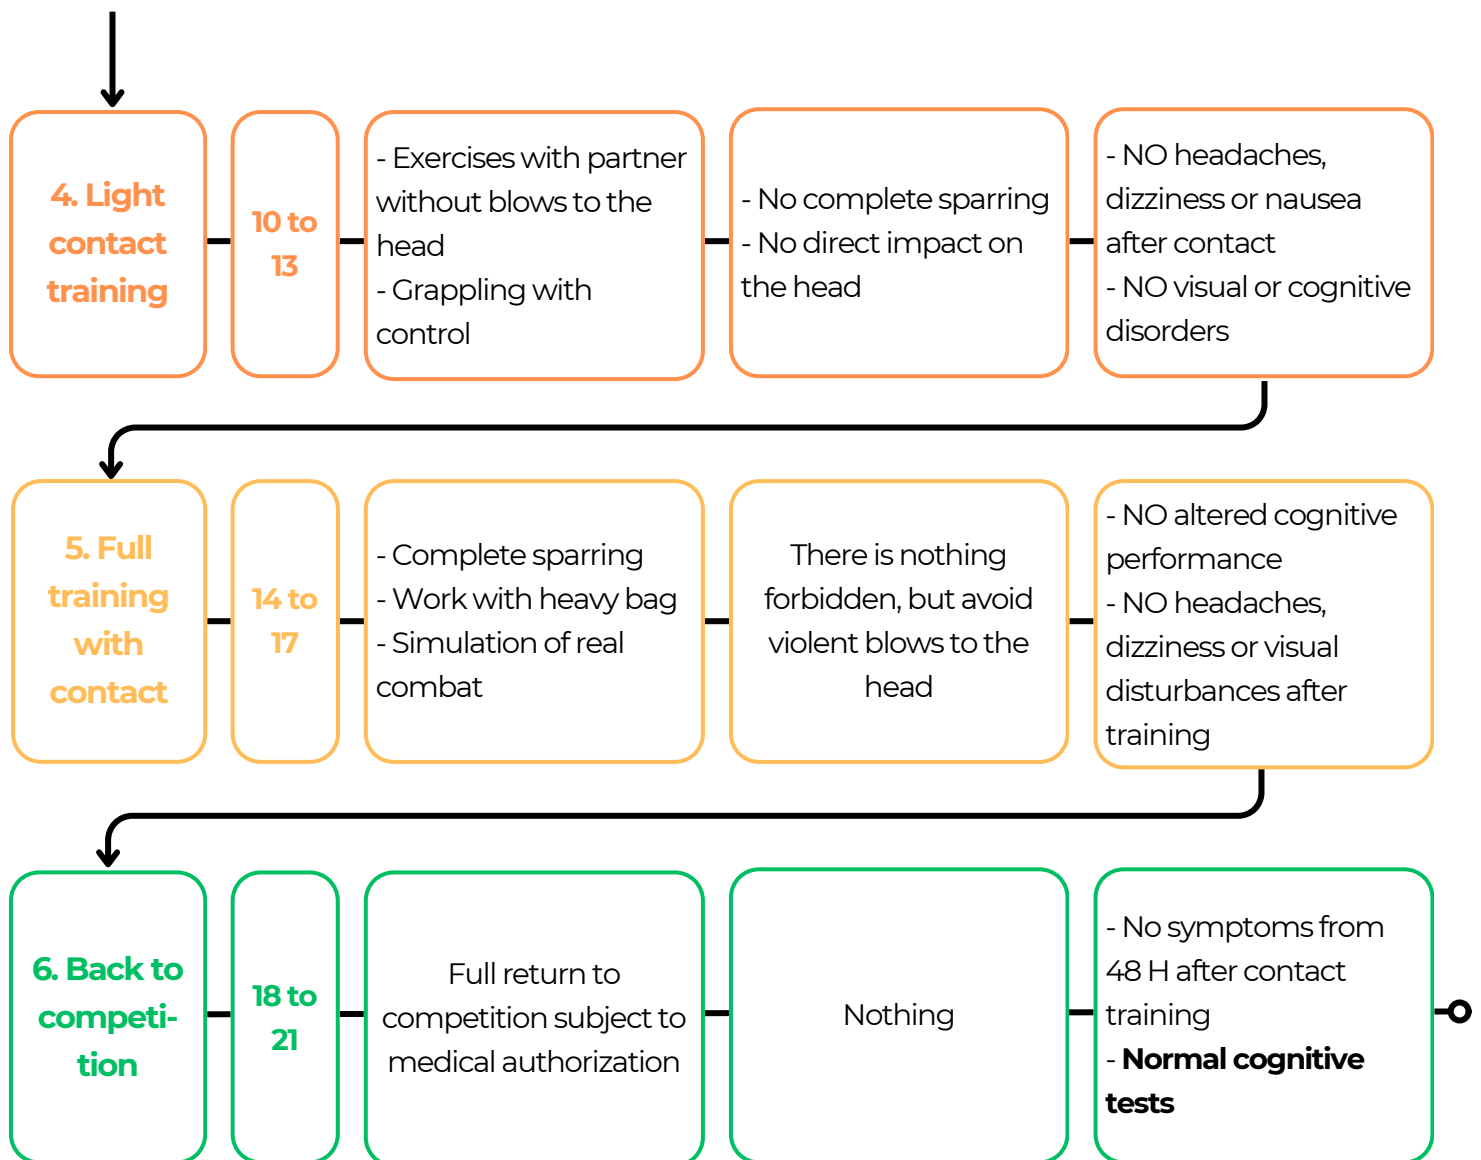 4. Light
contact
training
10 to
13
- Exercises with partner
without blows to the
head
- Grappling with
control
- No complete sparring
- No direct impact on
the head
- NO headaches,
dizziness or nausea
after contact
- NO visual or cognitive
disorders
5. Full
training
with
contact
14 to
17
- Complete sparring
- Work with heavy bag
- Simulation of real
combat
There is nothing
forbidden, but avoid
violent blows to the
head
- NO altered cognitive
performance
- NO headaches,
dizziness or visual
disturbances after
training
6. Back to
competi-
tion
18 to
21
Full return to
competition subject to
medical authorization
Nothing
- No symptoms from
48 H after contact
training
- Normal cognitive
tests